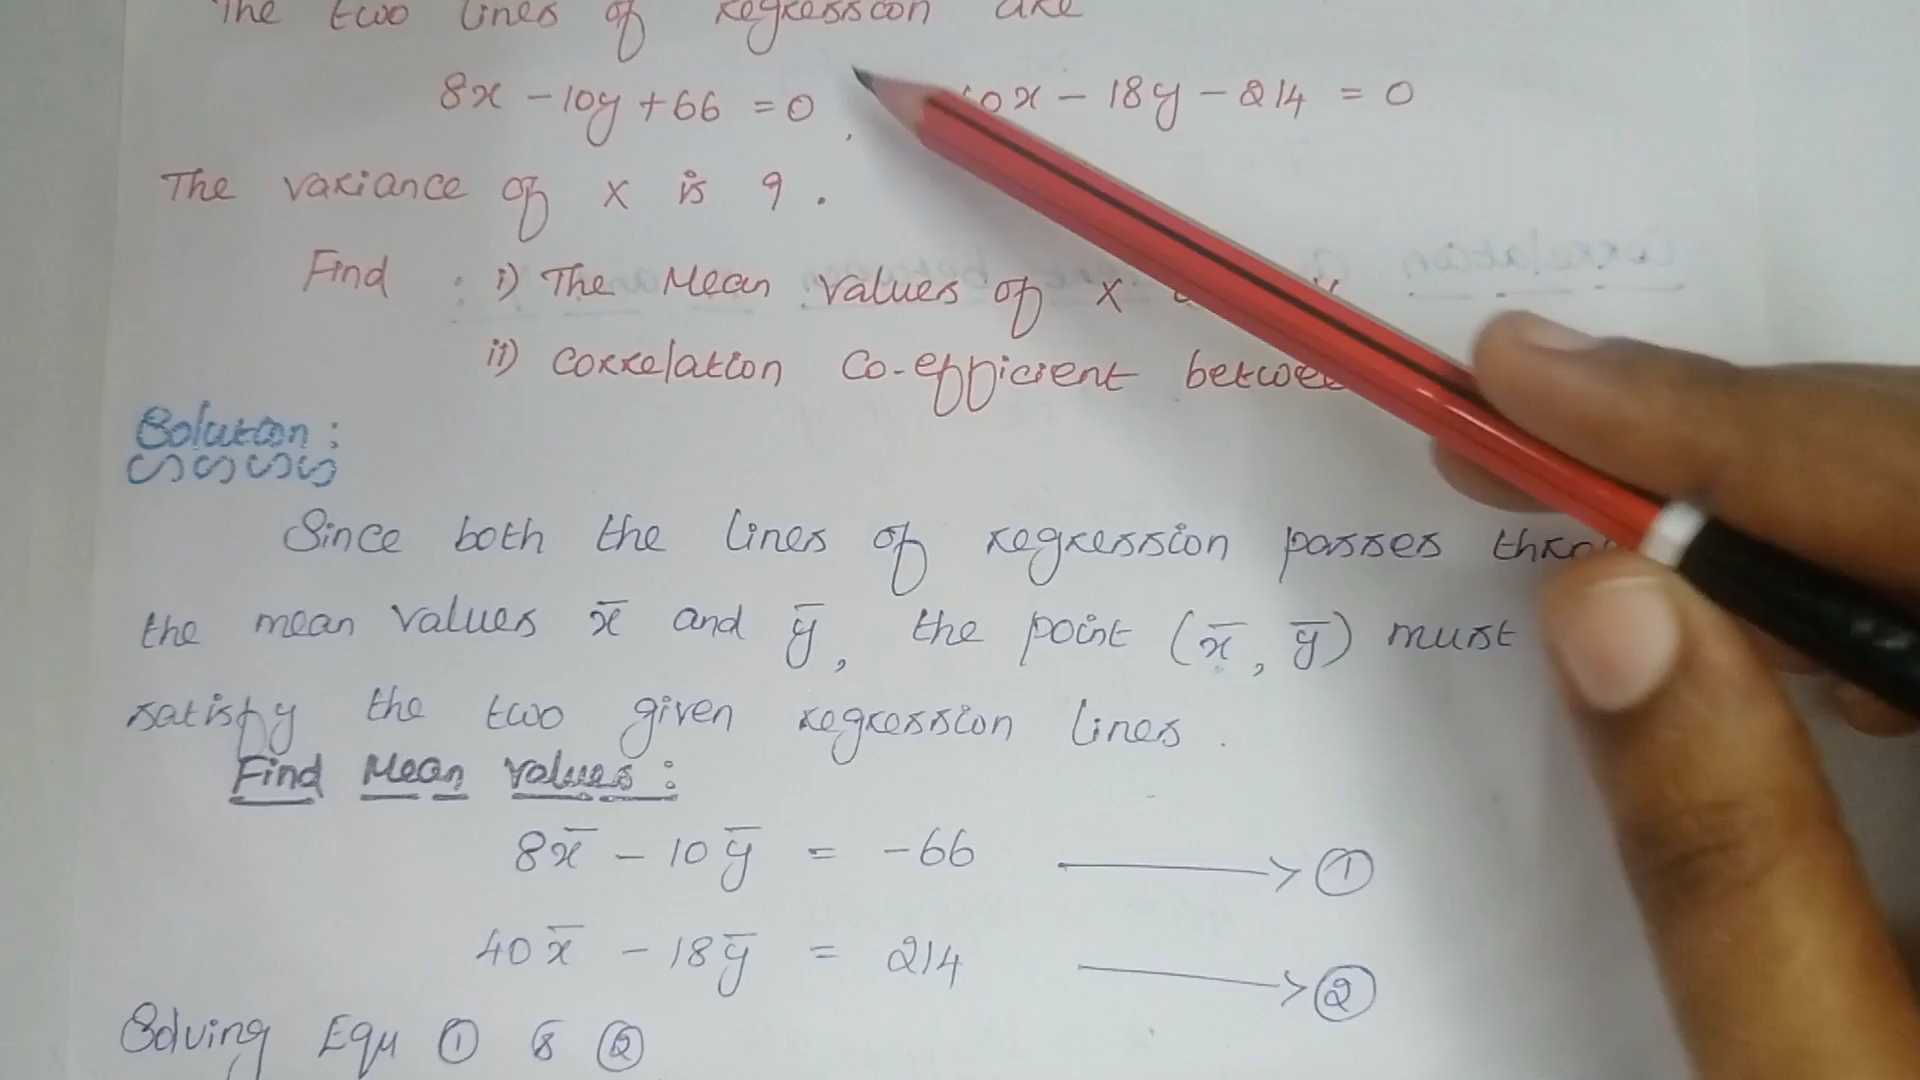 The two lines of regression are
8x - 10y + 66 = 0, 40x - 18y - 214 = 0
The variance of x is 9.
Find : i) The Mean values of x
ii) correlation Co-efficient between
Solution:
Since both the lines of regression passes thro
the mean values x̄ and ȳ, the point (x̄, ȳ) must
satisfy the two given regression lines.
Find Mean values:
8x̄ - 10ȳ = -66 ⟶ ①
40x̄ - 18ȳ = 214 ⟶ ②
Solving Equ ① & ②